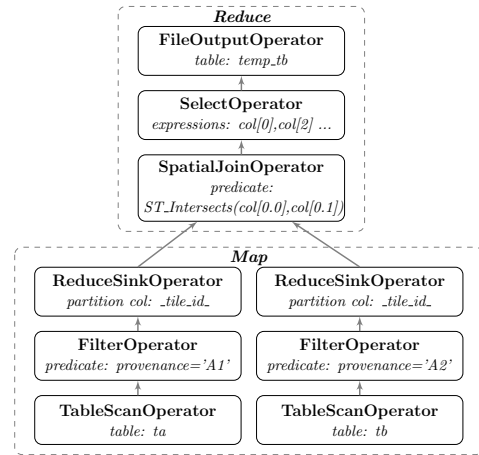 Reduce
FileOutputOperator
table: temp_tb
SelectOperator
expressions: col[0],col[2] ...
SpatialJoinOperator
predicate:
ST_Intersects(col[0.0],col[0.1])
Map
ReduceSinkOperator
partition col: _tile_id_
FilterOperator
predicate: provenance='A1'
TableScanOperator
table: ta
ReduceSinkOperator
partition col: _tile_id_
FilterOperator
predicate: provenance='A2'
TableScanOperator
table: tb